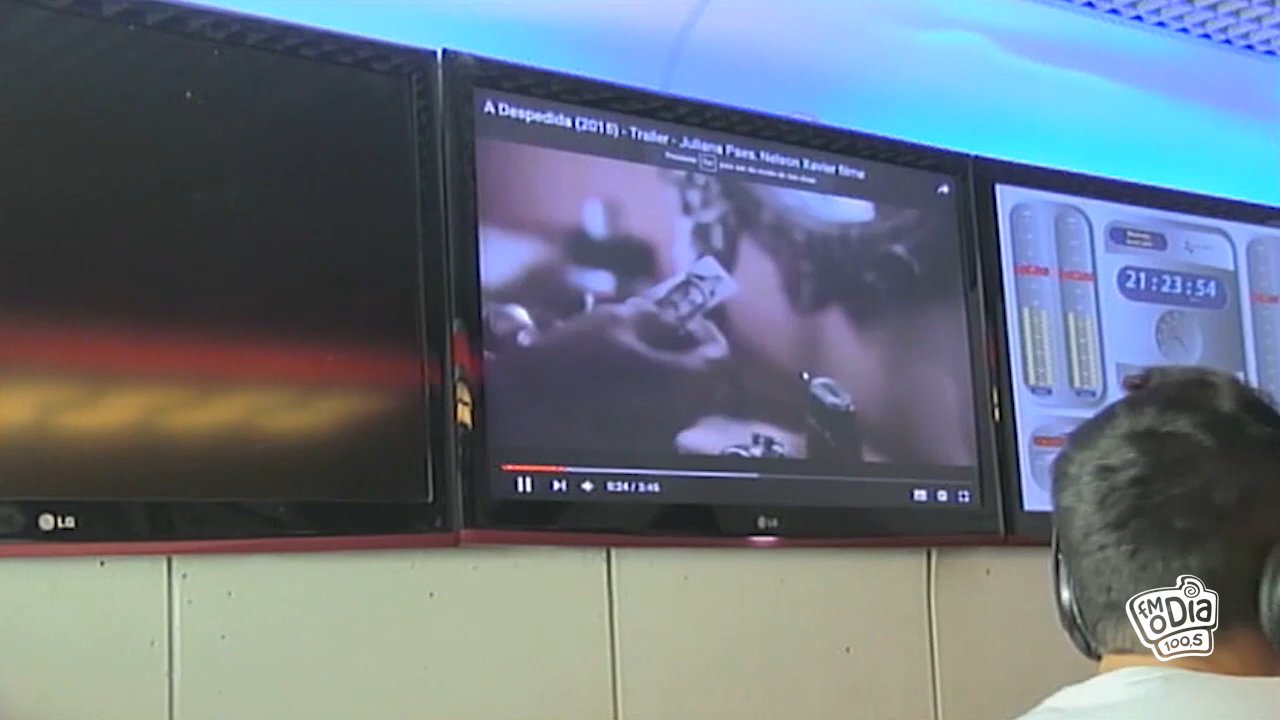 A Despedida (2015) - Trailer - Juliana Paes, Nelson Xavier filme
21:23:54
0:24 / 3:45
LG
LG
FM
O Dia
100,5